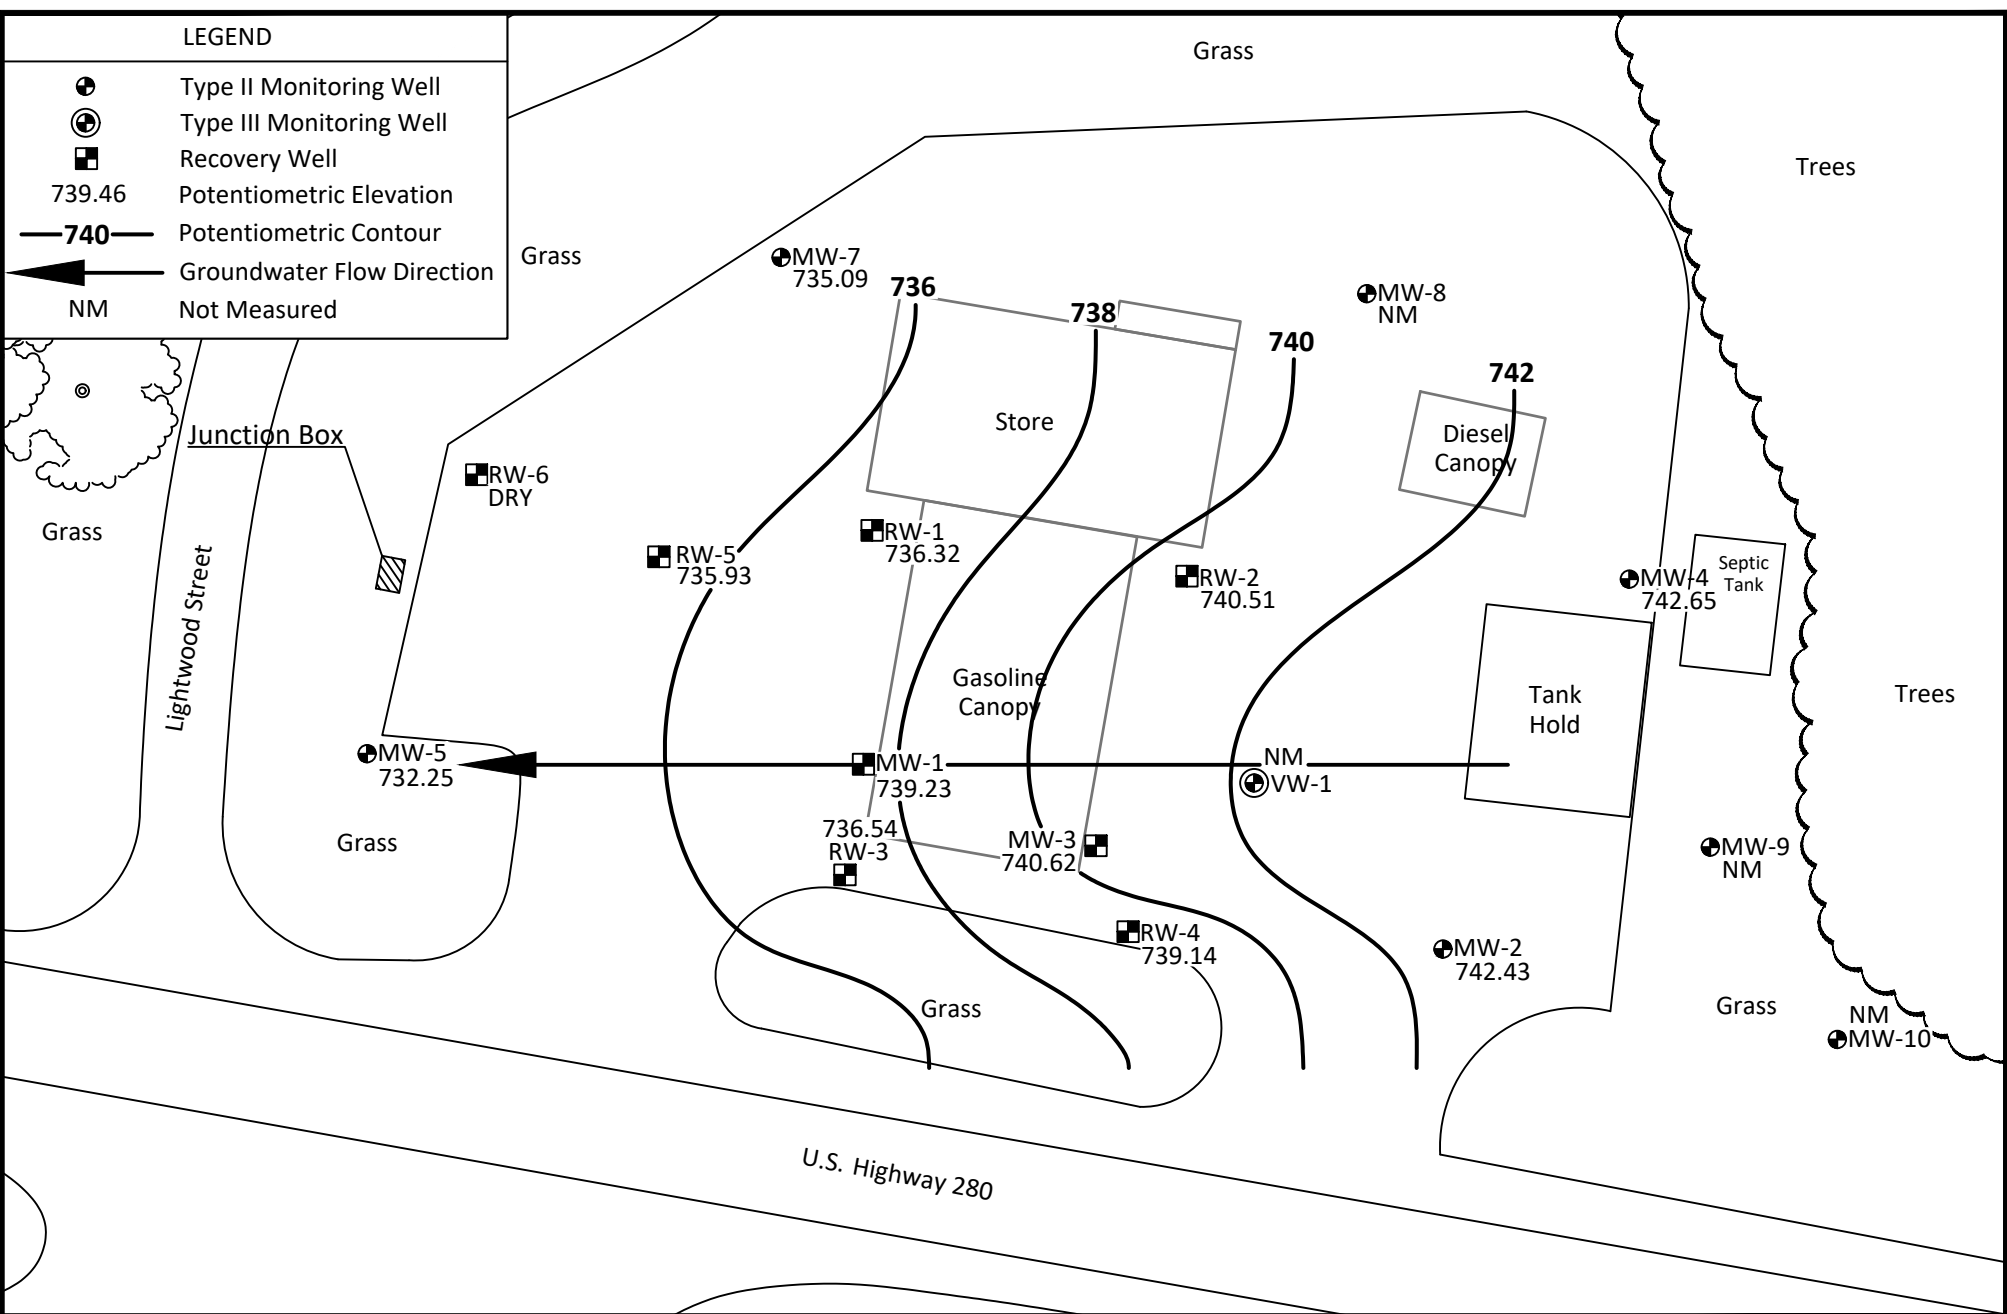 LEGEND
Type II Monitoring Well
Type III Monitoring Well
Recovery Well
739.46 Potentiometric Elevation
740 Potentiometric Contour
Groundwater Flow Direction
NM Not Measured
Grass
Trees
Grass
MW-7
735.09
736
738
740
742
MW-8
NM
Store
Diesel
Canopy
Junction Box
RW-6
DRY
Grass
RW-5
735.93
RW-1
736.32
RW-2
740.51
MW-4
742.65
Septic
Tank
Lightwood Street
Gasoline
Canopy
Tank
Hold
Trees
MW-5
732.25
MW-1
739.23
NM
VW-1
Grass
736.54
RW-3
MW-3
740.62
MW-9
NM
RW-4
739.14
MW-2
742.43
Grass
Grass
NM
MW-10
U.S. Highway 280